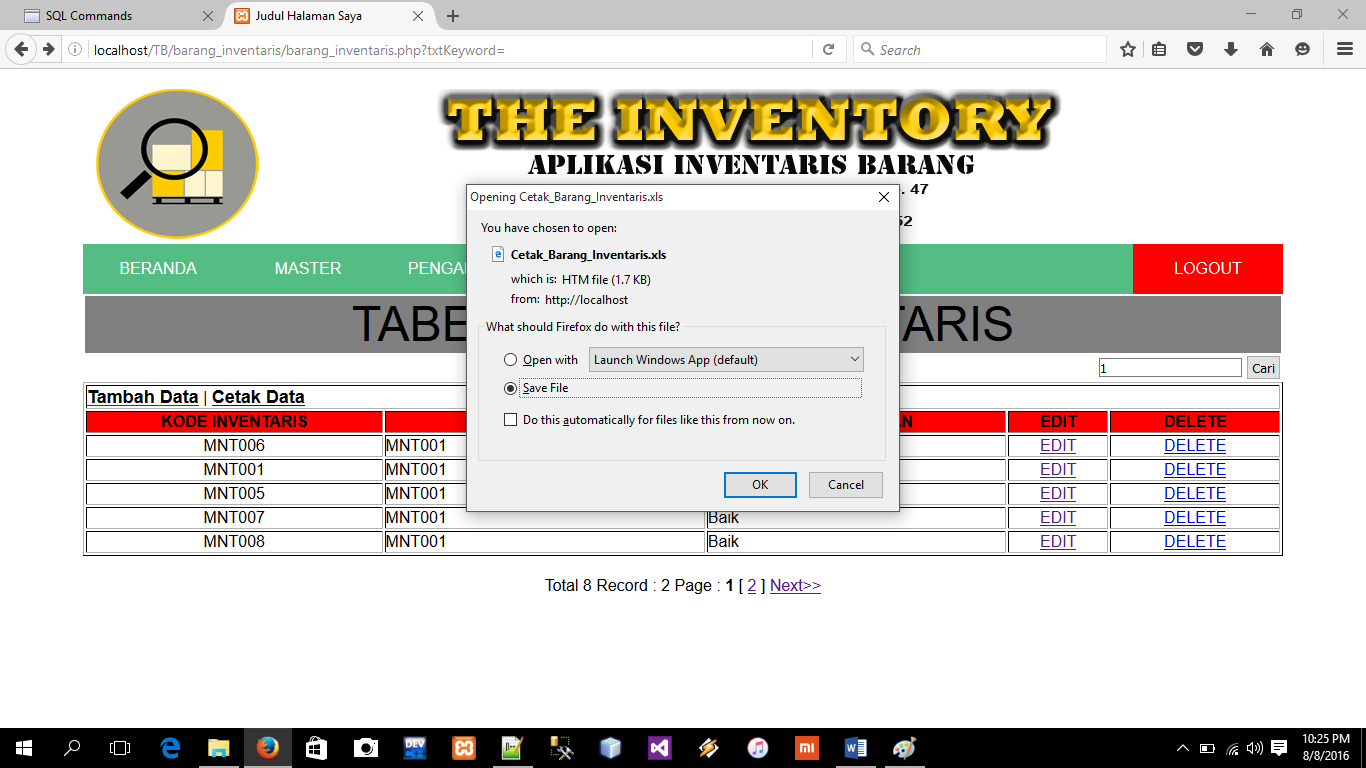 SQL Commands
Judul Halaman Saya
localhost/TB/barang_inventaris/barang_inventaris.php?txtKeyword=
Search
THE INVENTORY
APLIKASI INVENTARIS BARANG
. 47
52
Opening Cetak_Barang_Inventaris.xls
You have chosen to open:
Cetak_Barang_Inventaris.xls
which is: HTM file (1.7 KB)
from: http://localhost
What should Firefox do with this file?
Open with Launch Windows App (default)
Save File
Do this automatically for files like this from now on.
OK Cancel
BERANDA MASTER PENGA LOGOUT
TABE TARIS
1 Cari
Tambah Data | Cetak Data
KODE INVENTARIS AN EDIT DELETE
MNT006 MNT001 EDIT DELETE
MNT001 MNT001 EDIT DELETE
MNT005 MNT001 EDIT DELETE
MNT007 MNT001 Baik EDIT DELETE
MNT008 MNT001 Baik EDIT DELETE
Total 8 Record : 2 Page : 1 [ 2 ] Next>>
DEV
mi
10:25 PM
8/8/2016